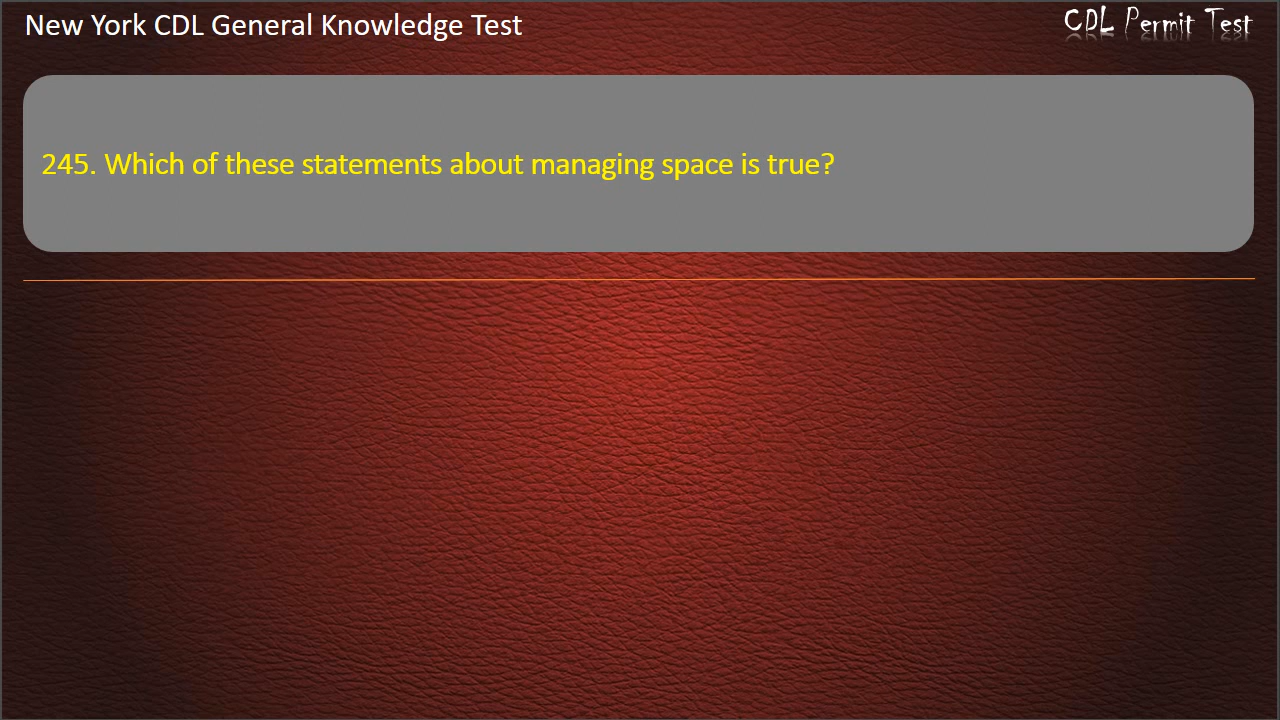 New York CDL General Knowledge Test
CDL Permit Test
245. Which of these statements about managing space is true?